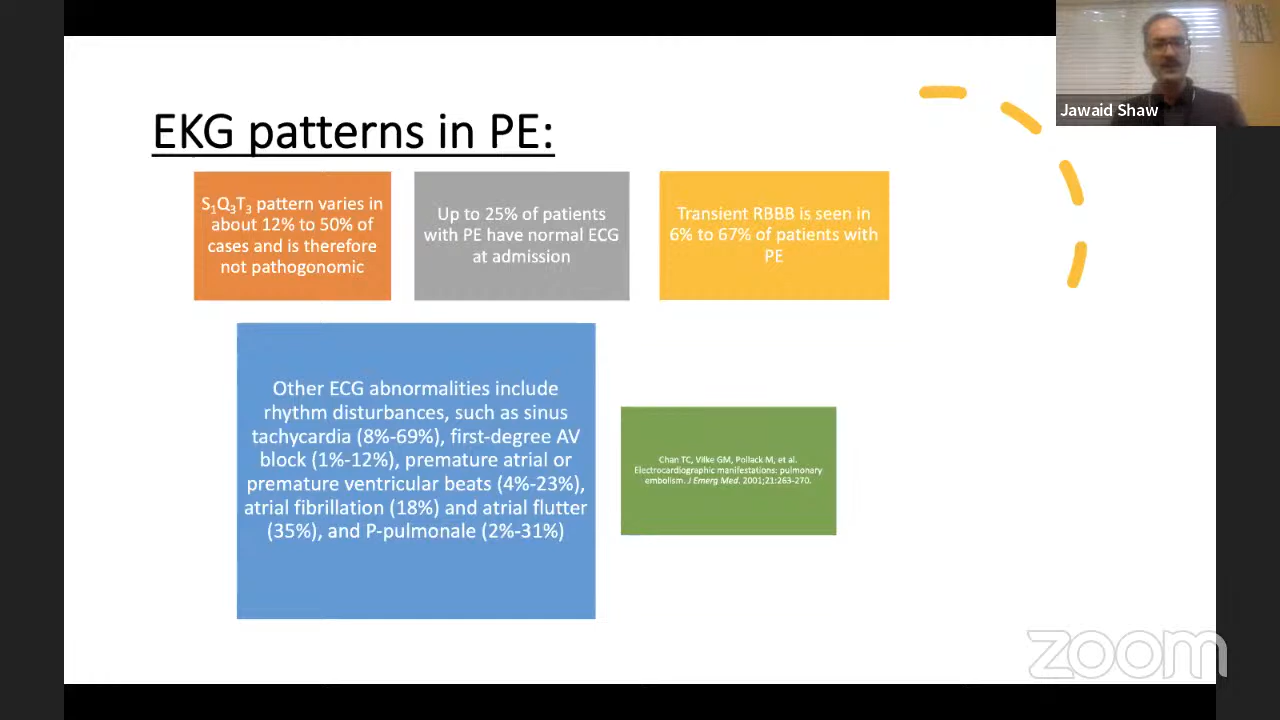 Jawaid Shaw
EKG patterns in PE:
S₁Q₃T₃ pattern varies in
about 12% to 50% of
cases and is therefore
not pathogonomic
Up to 25% of patients
with PE have normal ECG
at admission
Transient RBBB is seen in
6% to 67% of patients with
PE
Other ECG abnormalities include
rhythm disturbances, such as sinus
tachycardia (8%-69%), first-degree AV
block (1%-12%), premature atrial or
premature ventricular beats (4%-23%),
atrial fibrillation (18%) and atrial flutter
(35%), and P-pulmonale (2%-31%)
Chan TC, Vilke GM, Pollack M, et al.
Electrocardiographic manifestations: pulmonary
embolism. J Emerg Med. 2001;21:263-270.
zoom